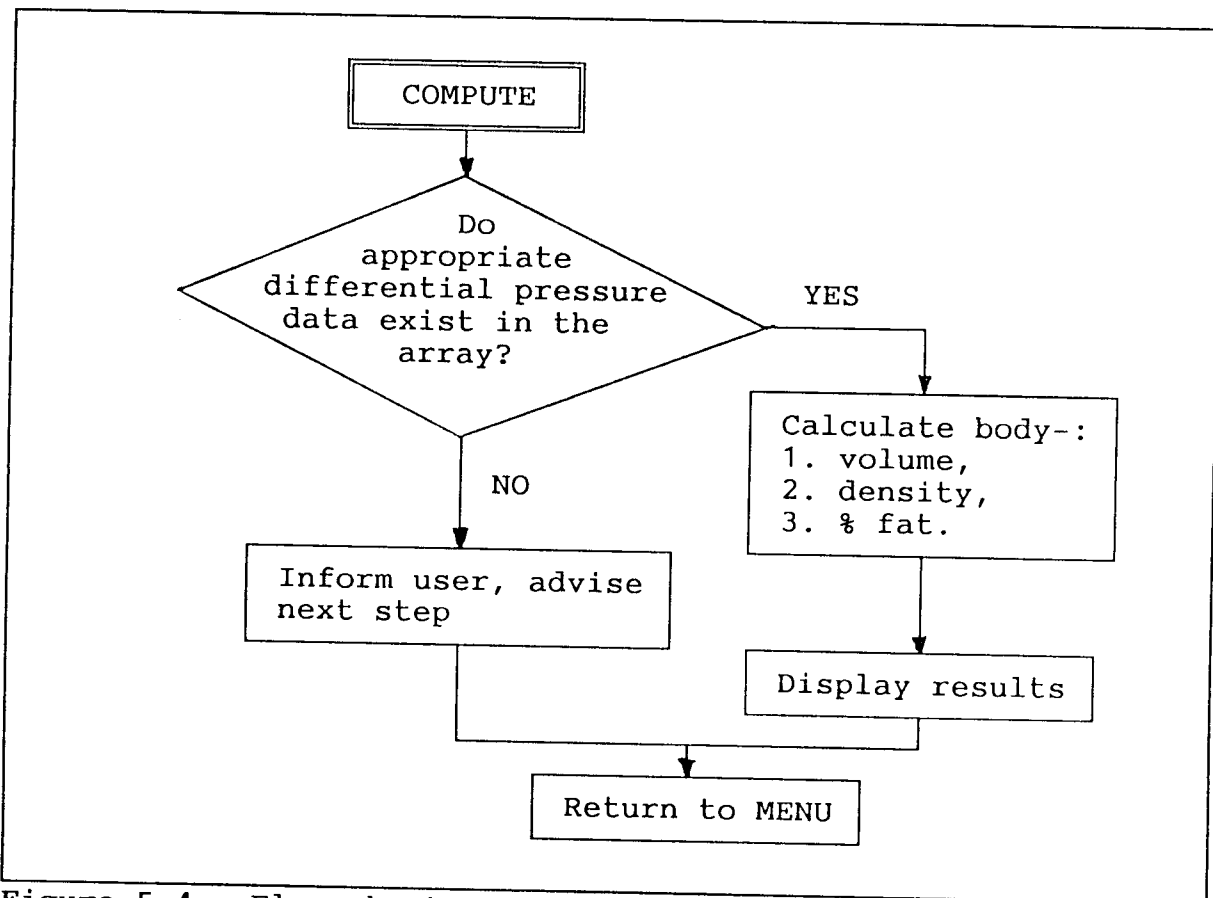 COMPUTE
Do
appropriate
differential pressure
data exist in the
array?
YES
NO
Calculate body-:
1. volume,
2. density,
3. % fat.
Inform user, advise
next step
Display results
Return to MENU
Figure 5.4